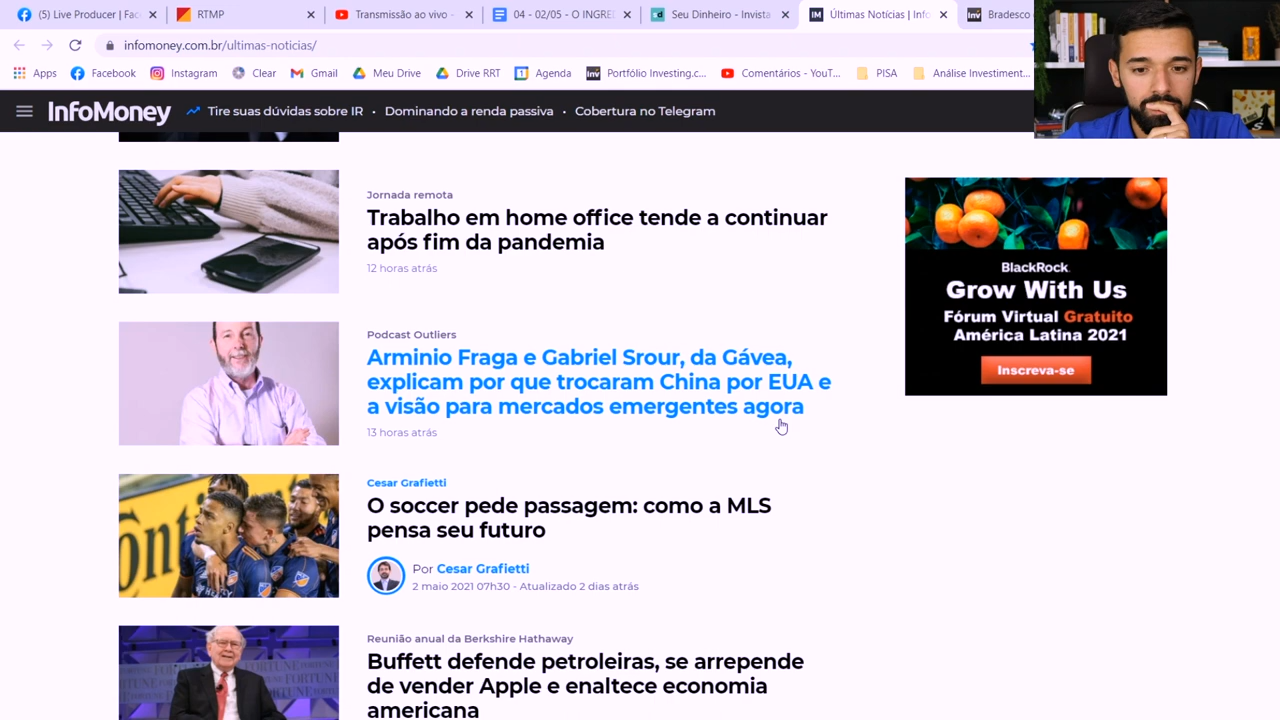 (5) Live Producer | Fac
RTMP
Transmissão ao vivo -
04 - 02/05 - O INGRE
Seu Dinheiro - Invista
Últimas Notícias | Info
Bradesco
infomoney.com.br/ultimas-noticias/
Apps
Facebook
Instagram
Clear
Gmail
Meu Drive
Drive RRT
Agenda
Portfólio Investing.c...
Comentários - YouT...
PISA
Análise Investiment...
InfoMoney
Tire suas dúvidas sobre IR • Dominando a renda passiva • Cobertura no Telegram
Jornada remota
Trabalho em home office tende a continuar
após fim da pandemia
12 horas atrás
Podcast Outliers
Arminio Fraga e Gabriel Srour, da Gávea,
explicam por que trocaram China por EUA e
a visão para mercados emergentes agora
13 horas atrás
Cesar Grafietti
O soccer pede passagem: como a MLS
pensa seu futuro
Por Cesar Grafietti
2 maio 2021 07h30 - Atualizado 2 dias atrás
Reunião anual da Berkshire Hathaway
Buffett defende petroleiras, se arrepende
de vender Apple e enaltece economia
americana
BlackRock
Grow With Us
Fórum Virtual Gratuito
América Latina 2021
Inscreva-se